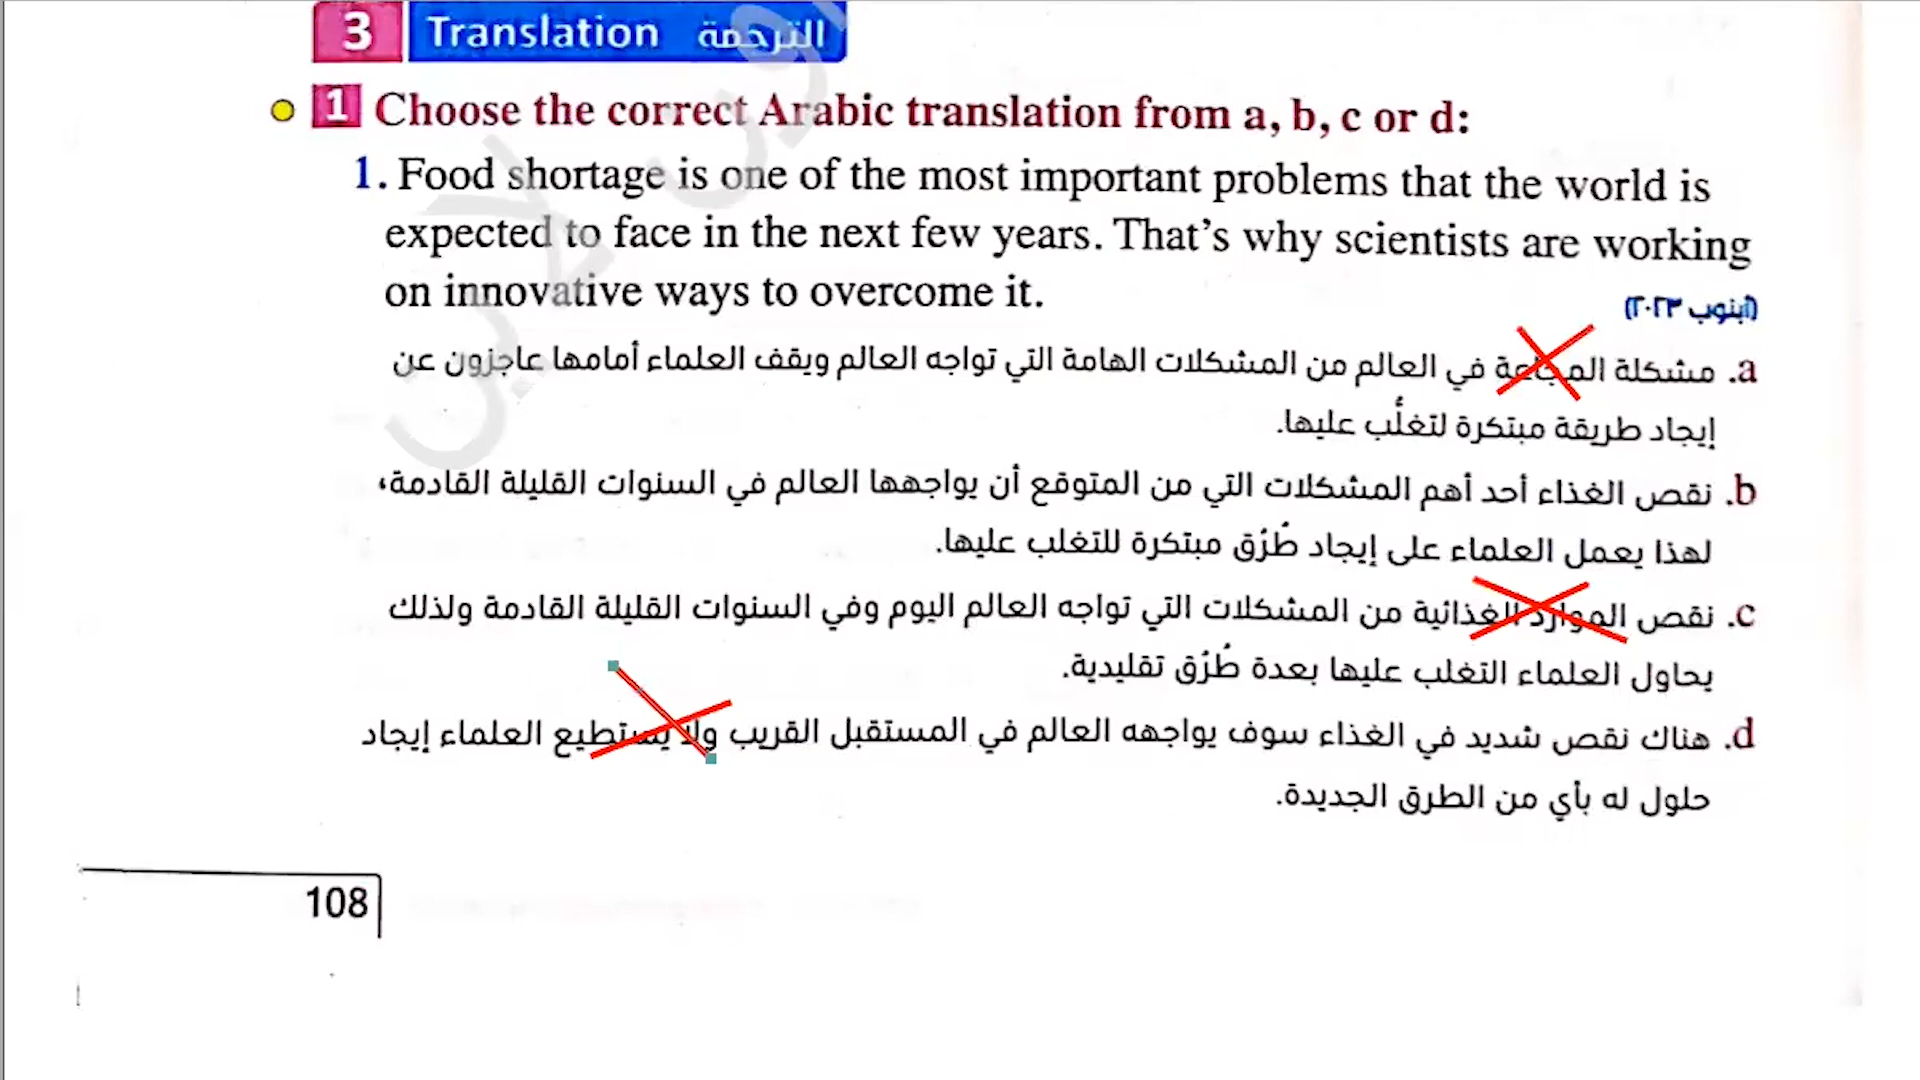 3 Translation الترجمة
1 Choose the correct Arabic translation from a, b, c or d:
1. Food shortage is one of the most important problems that the world is
expected to face in the next few years. That's why scientists are working
on innovative ways to overcome it.
(أبنوب ٢٠٢٣)
a. مشكلة المجاعة في العالم من المشكلات الهامة التي تواجه العالم ويقف العلماء أمامها عاجزون عن
إيجاد طريقة مبتكرة لتغلُّب عليها.
b. نقص الغذاء أحد أهم المشكلات التي من المتوقع أن يواجهها العالم في السنوات القليلة القادمة،
لهذا يعمل العلماء على إيجاد طُرُق مبتكرة للتغلب عليها.
c. نقص الموارد الغذائية من المشكلات التي تواجه العالم اليوم وفي السنوات القليلة القادمة ولذلك
يحاول العلماء التغلب عليها بعدة طُرُق تقليدية.
d. هناك نقص شديد في الغذاء سوف يواجهه العالم في المستقبل القريب ولا يستطيع العلماء إيجاد
حلول له بأي من الطرق الجديدة.
108